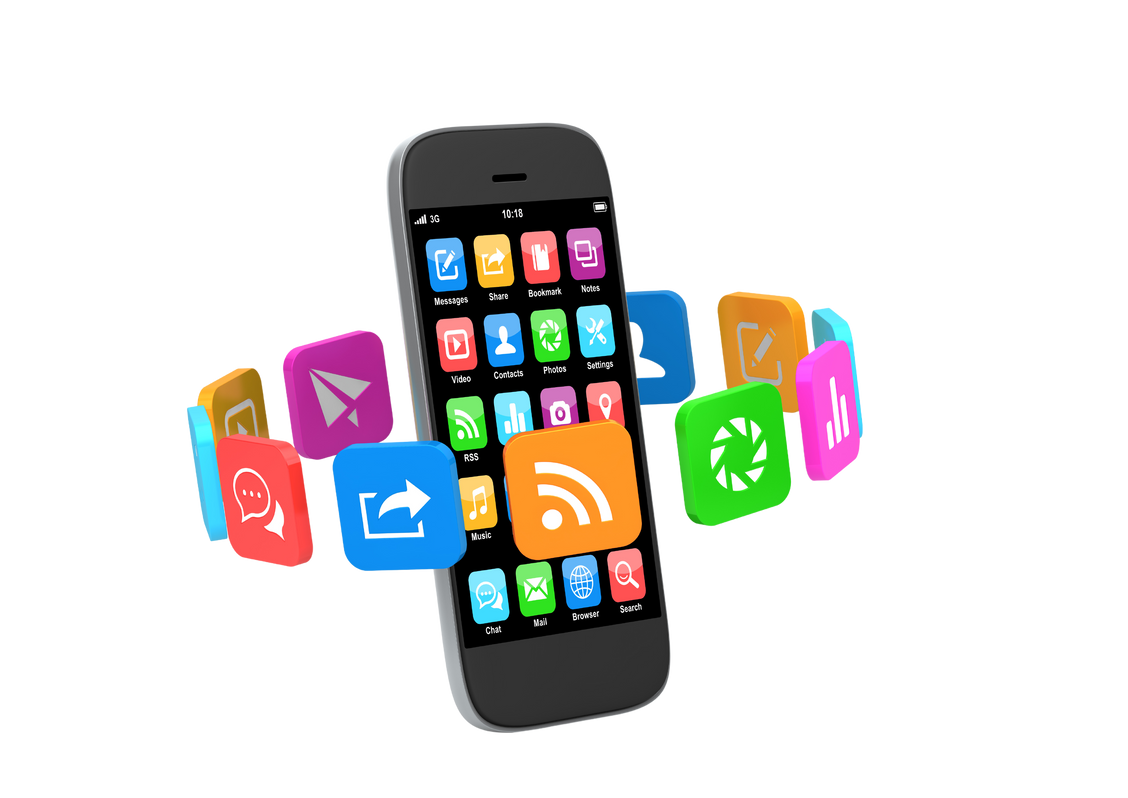 3G 10:18
Messages Share Bookmark Notes
Video Contacts Photos Settings
RSS
Music
Chat Mail Browser Search